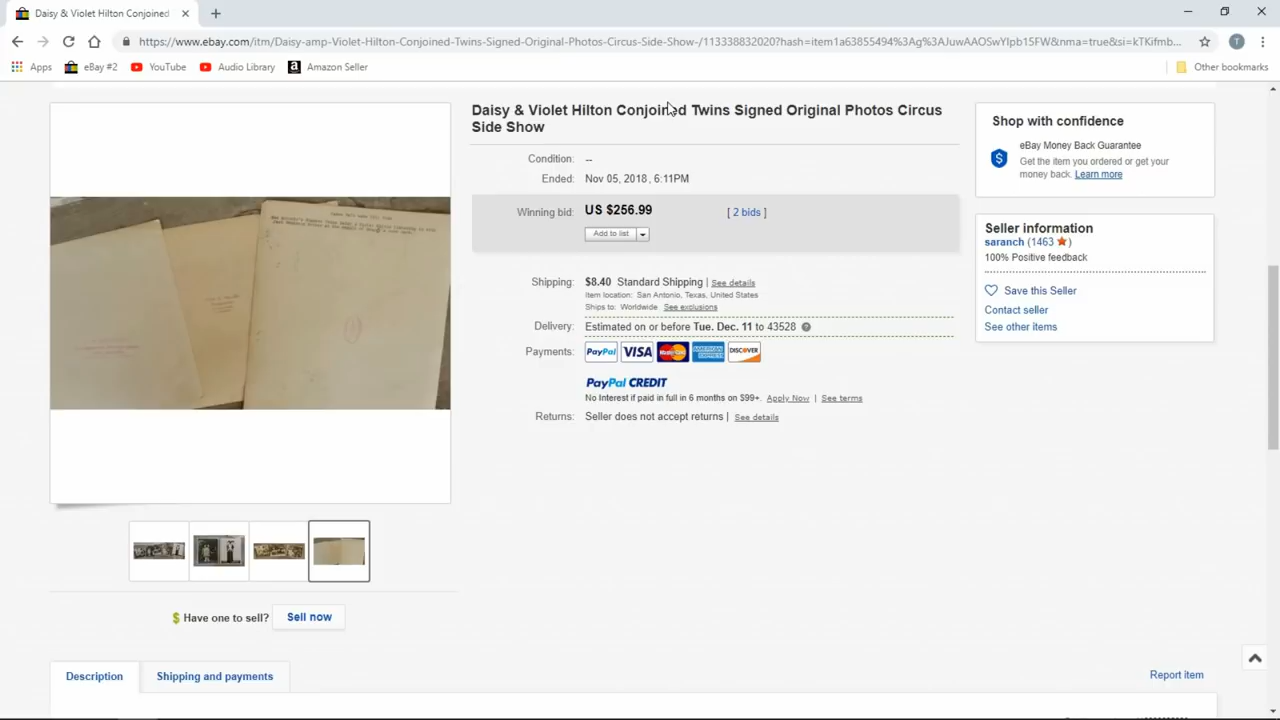 Daisy & Violet Hilton Conjoined
https://www.ebay.com/itm/Daisy-amp-Violet-Hilton-Conjoined-Twins-Signed-Original-Photos-Circus-Side-Show-/113338832020?hash=item1a63855494%3Ag%3AJuwAAOSwYIpb15FW&nma=true&si=kTKifmb...
T
Apps
eBay #2
YouTube
Audio Library
a
Amazon Seller
Other bookmarks
Daisy & Violet Hilton Conjoined Twins Signed Original Photos Circus
Side Show
Condition: --
Ended: Nov 05, 2018 , 6:11PM
Winning bid: US $256.99 [ 2 bids ]
Add to list
Shipping: $8.40 Standard Shipping | See details
Item location: San Antonio, Texas, United States
Ships to: Worldwide See exclusions
Delivery: Estimated on or before Tue. Dec. 11 to 43528 ?
Payments: PayPal VISA MasterCard AMERICAN EXPRESS DISCOVER
PayPal CREDIT
No Interest if paid in full in 6 months on $99+. Apply Now | See terms
Returns: Seller does not accept returns | See details
Shop with confidence
$
eBay Money Back Guarantee
Get the item you ordered or get your
money back. Learn more
Seller information
saranch (1463 )
100% Positive feedback
Save this Seller
Contact seller
See other items
$ Have one to sell? Sell now
Description
Shipping and payments
Report item